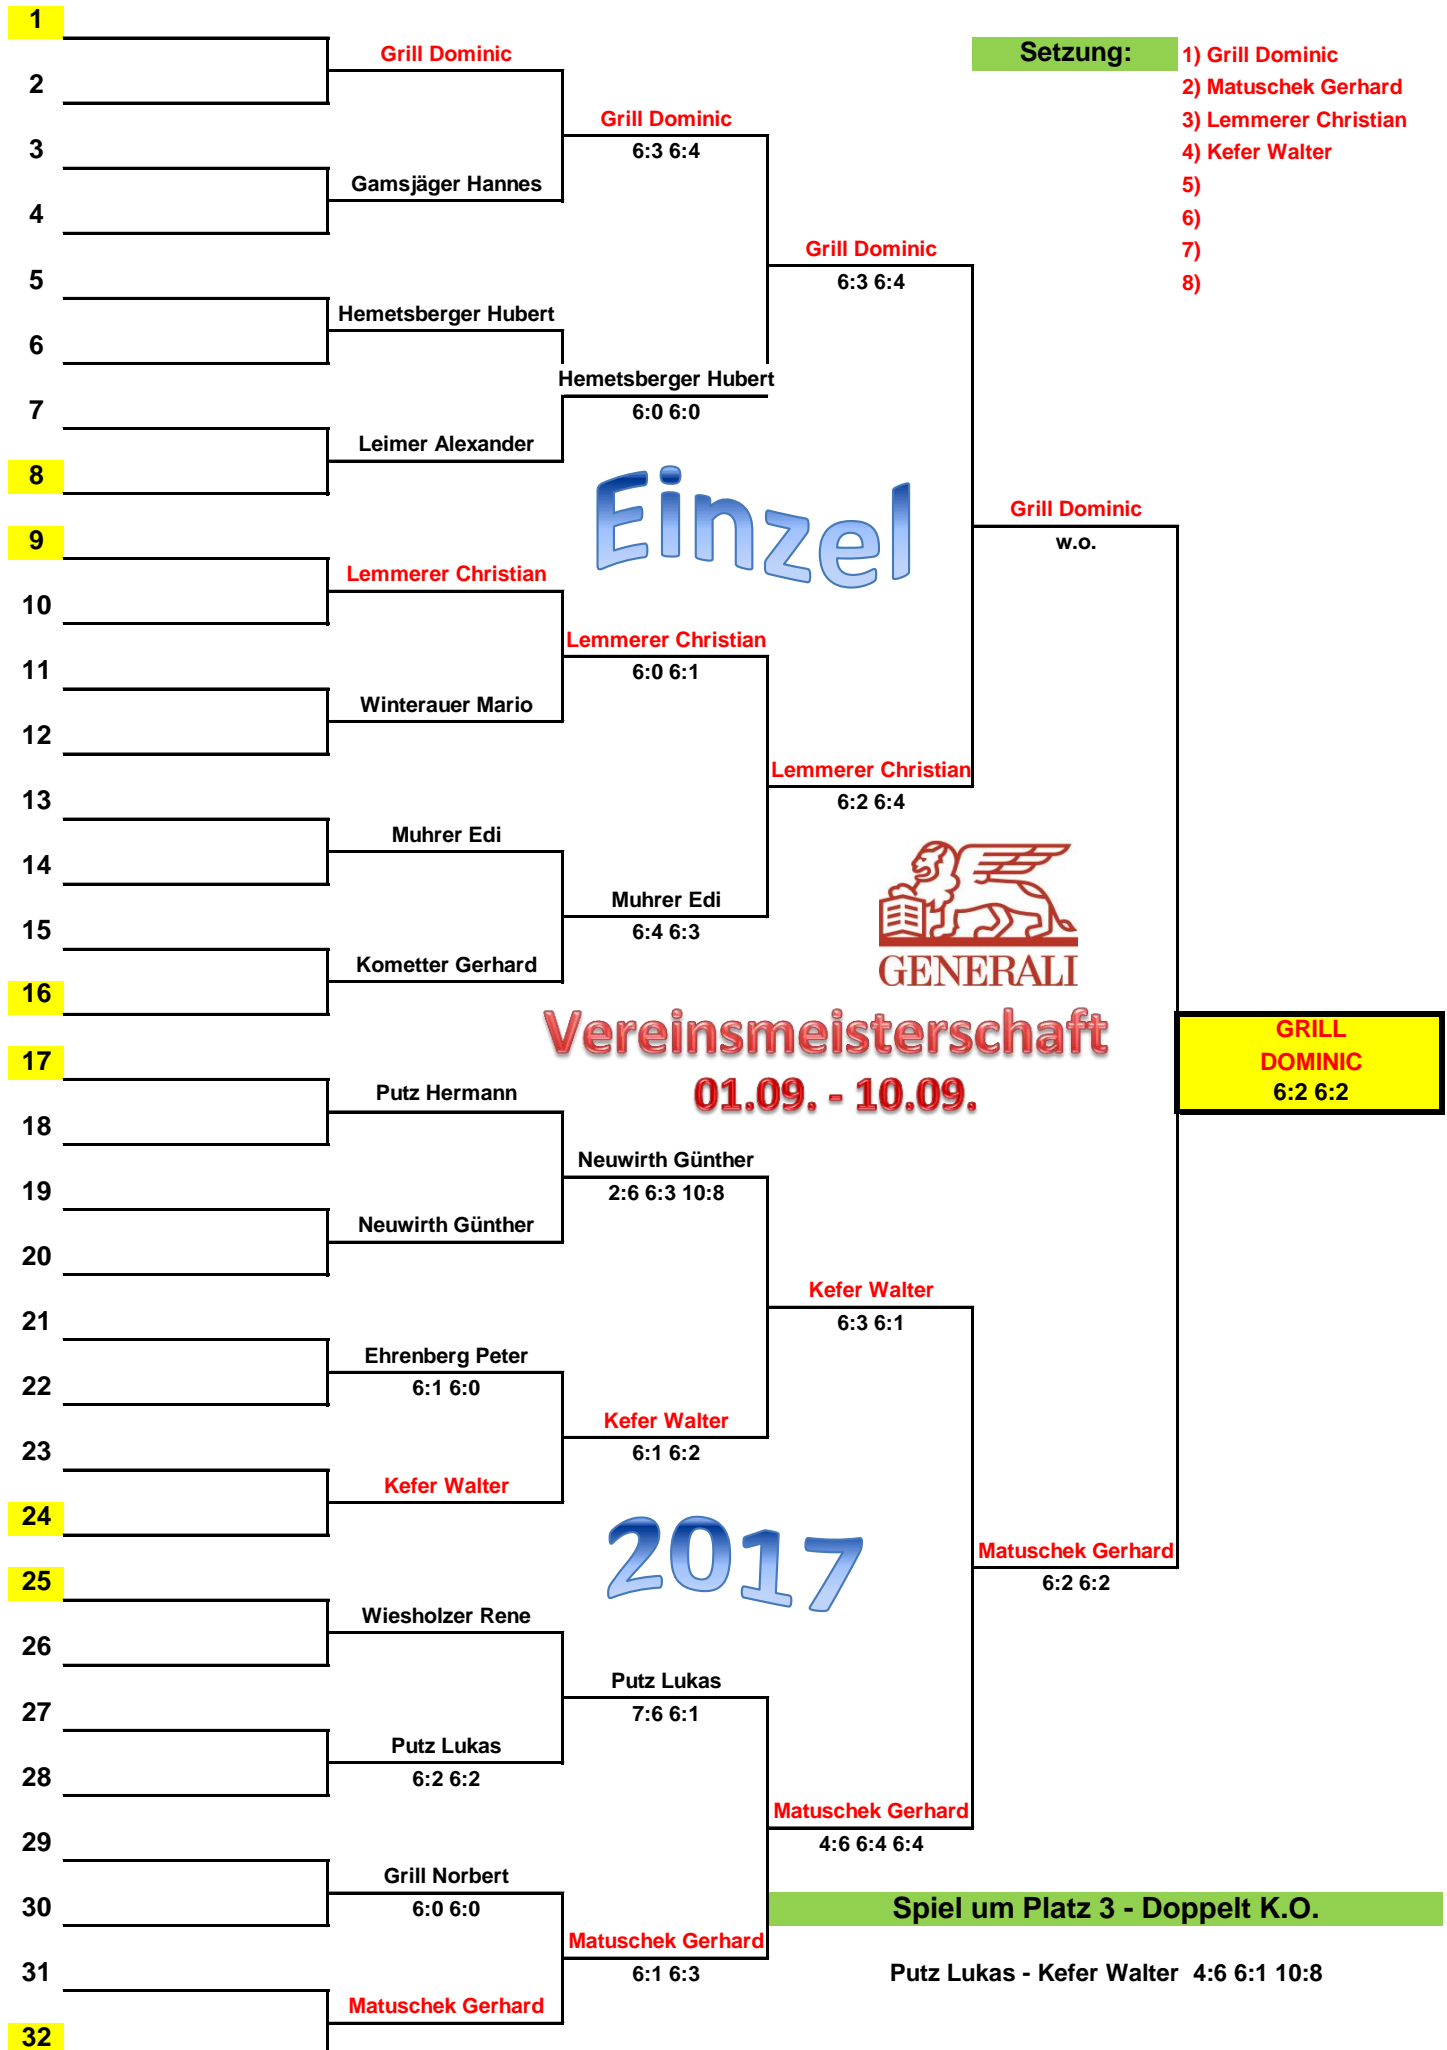 1
Grill Dominic
Setzung:
1) Grill Dominic
2
2) Matuschek Gerhard
Grill Dominic
3) Lemmerer Christian
3
6:3 6:4
4) Kefer Walter
Gamsjäger Hannes
5)
4
6)
Grill Dominic
7)
5
6:3 6:4
8)
Hemetsberger Hubert
6
Hemetsberger Hubert
7
6:0 6:0
Leimer Alexander
8
Einzel
Grill Dominic
9
w.o.
Lemmerer Christian
10
Lemmerer Christian
11
6:0 6:1
Winterauer Mario
12
Lemmerer Christian
13
6:2 6:4
Muhrer Edi
14
Muhrer Edi
15
6:4 6:3
Kometter Gerhard
GENERALI
16
Vereinsmeisterschaft
GRILL
17
DOMINIC
Putz Hermann
01.09. - 10.09.
6:2 6:2
18
Neuwirth Günther
19
2:6 6:3 10:8
Neuwirth Günther
20
Kefer Walter
21
6:3 6:1
Ehrenberg Peter
22
6:1 6:0
Kefer Walter
23
6:1 6:2
Kefer Walter
24
2017
Matuschek Gerhard
25
6:2 6:2
Wiesholzer Rene
26
Putz Lukas
27
7:6 6:1
Putz Lukas
28
6:2 6:2
Matuschek Gerhard
29
4:6 6:4 6:4
Grill Norbert
30
6:0 6:0
Spiel um Platz 3 - Doppelt K.O.
Matuschek Gerhard
31
6:1 6:3
Putz Lukas - Kefer Walter 4:6 6:1 10:8
Matuschek Gerhard
32